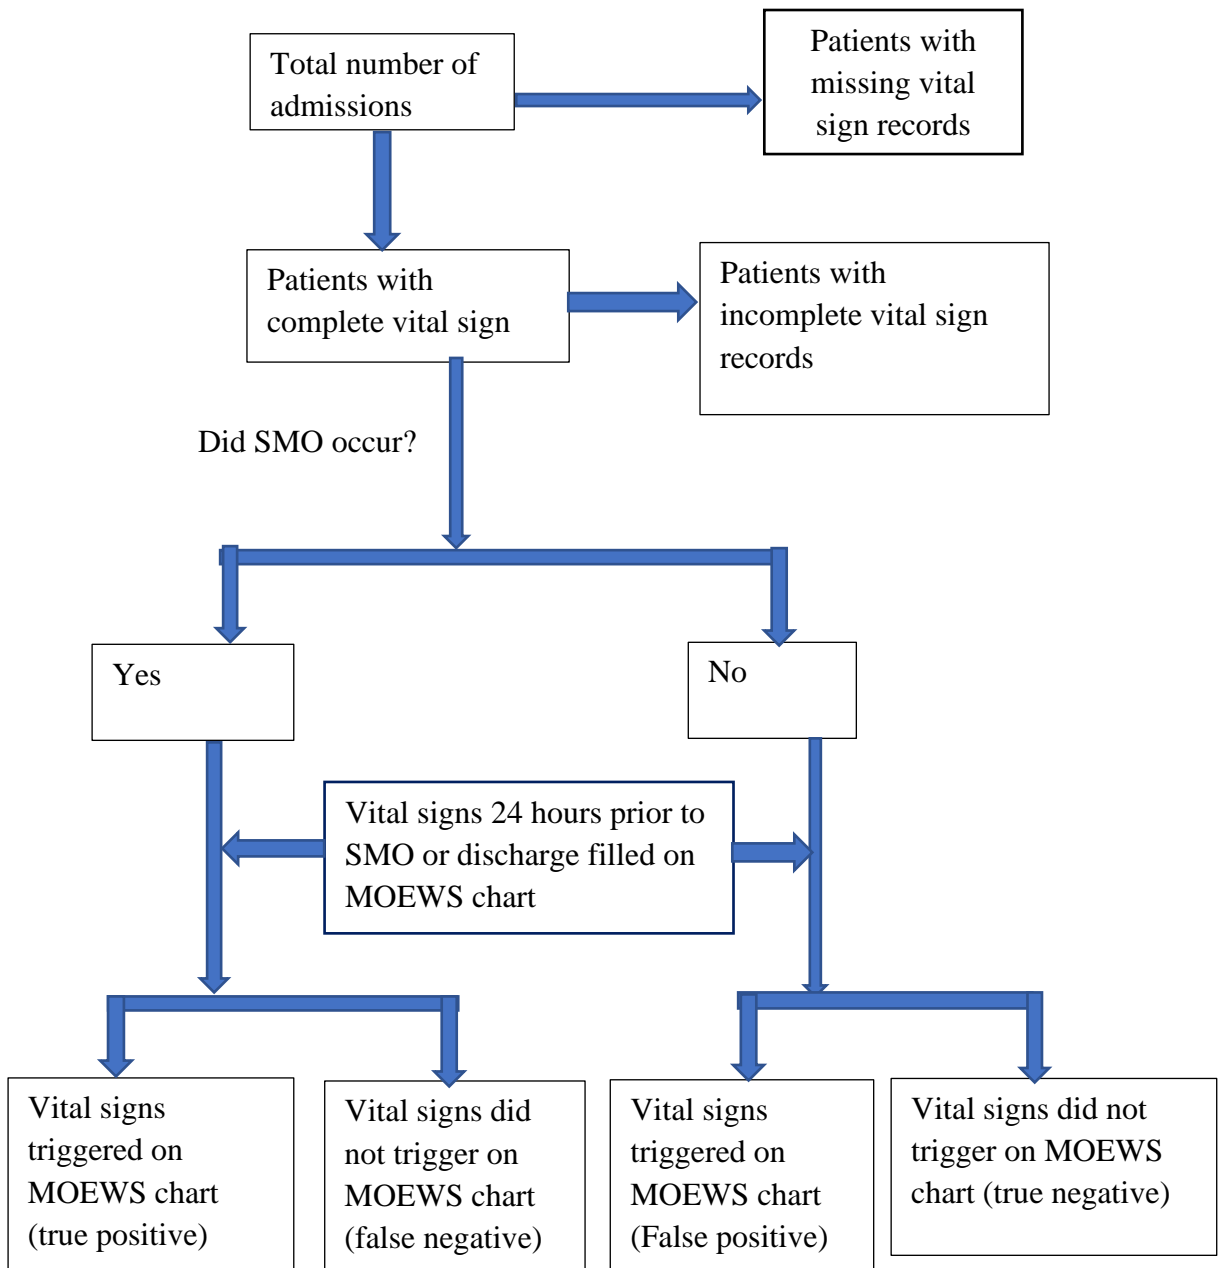 Total number of
admissions
Patients with
missing vital
sign records
Patients with
complete vital sign
Patients with
incomplete vital sign
records
Did SMO occur?
Yes
No
Vital signs 24 hours prior to
SMO or discharge filled on
MOEWS chart
Vital signs
triggered on
MOEWS chart
(true positive)
Vital signs did
not trigger on
MOEWS chart
(false negative)
Vital signs
triggered on
MOEWS chart
(False positive)
Vital signs did not
trigger on MOEWS
chart (true negative)